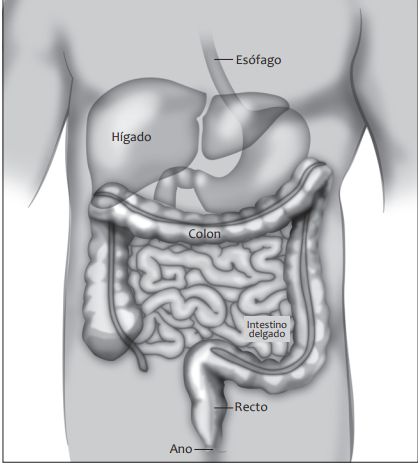 Esófago
Hígado
Colon
Intestino
delgado
Recto
Ano